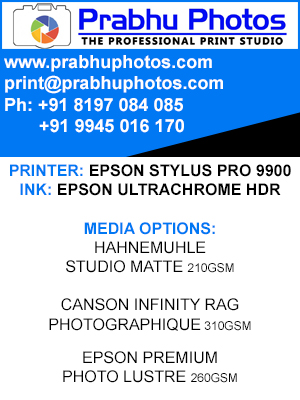 Prabhu Photos
THE PROFESSIONAL PRINT STUDIO
www.prabhuphotos.com
print@prabhuphotos.com
Ph: +91 8197 084 085
+91 9945 016 170
PRINTER: EPSON STYLUS PRO 9900
INK: EPSON ULTRACHROME HDR
MEDIA OPTIONS:
HAHNEMUHLE
STUDIO MATTE 210GSM
CANSON INFINITY RAG
PHOTOGRAPHIQUE 310GSM
EPSON PREMIUM
PHOTO LUSTRE 260GSM